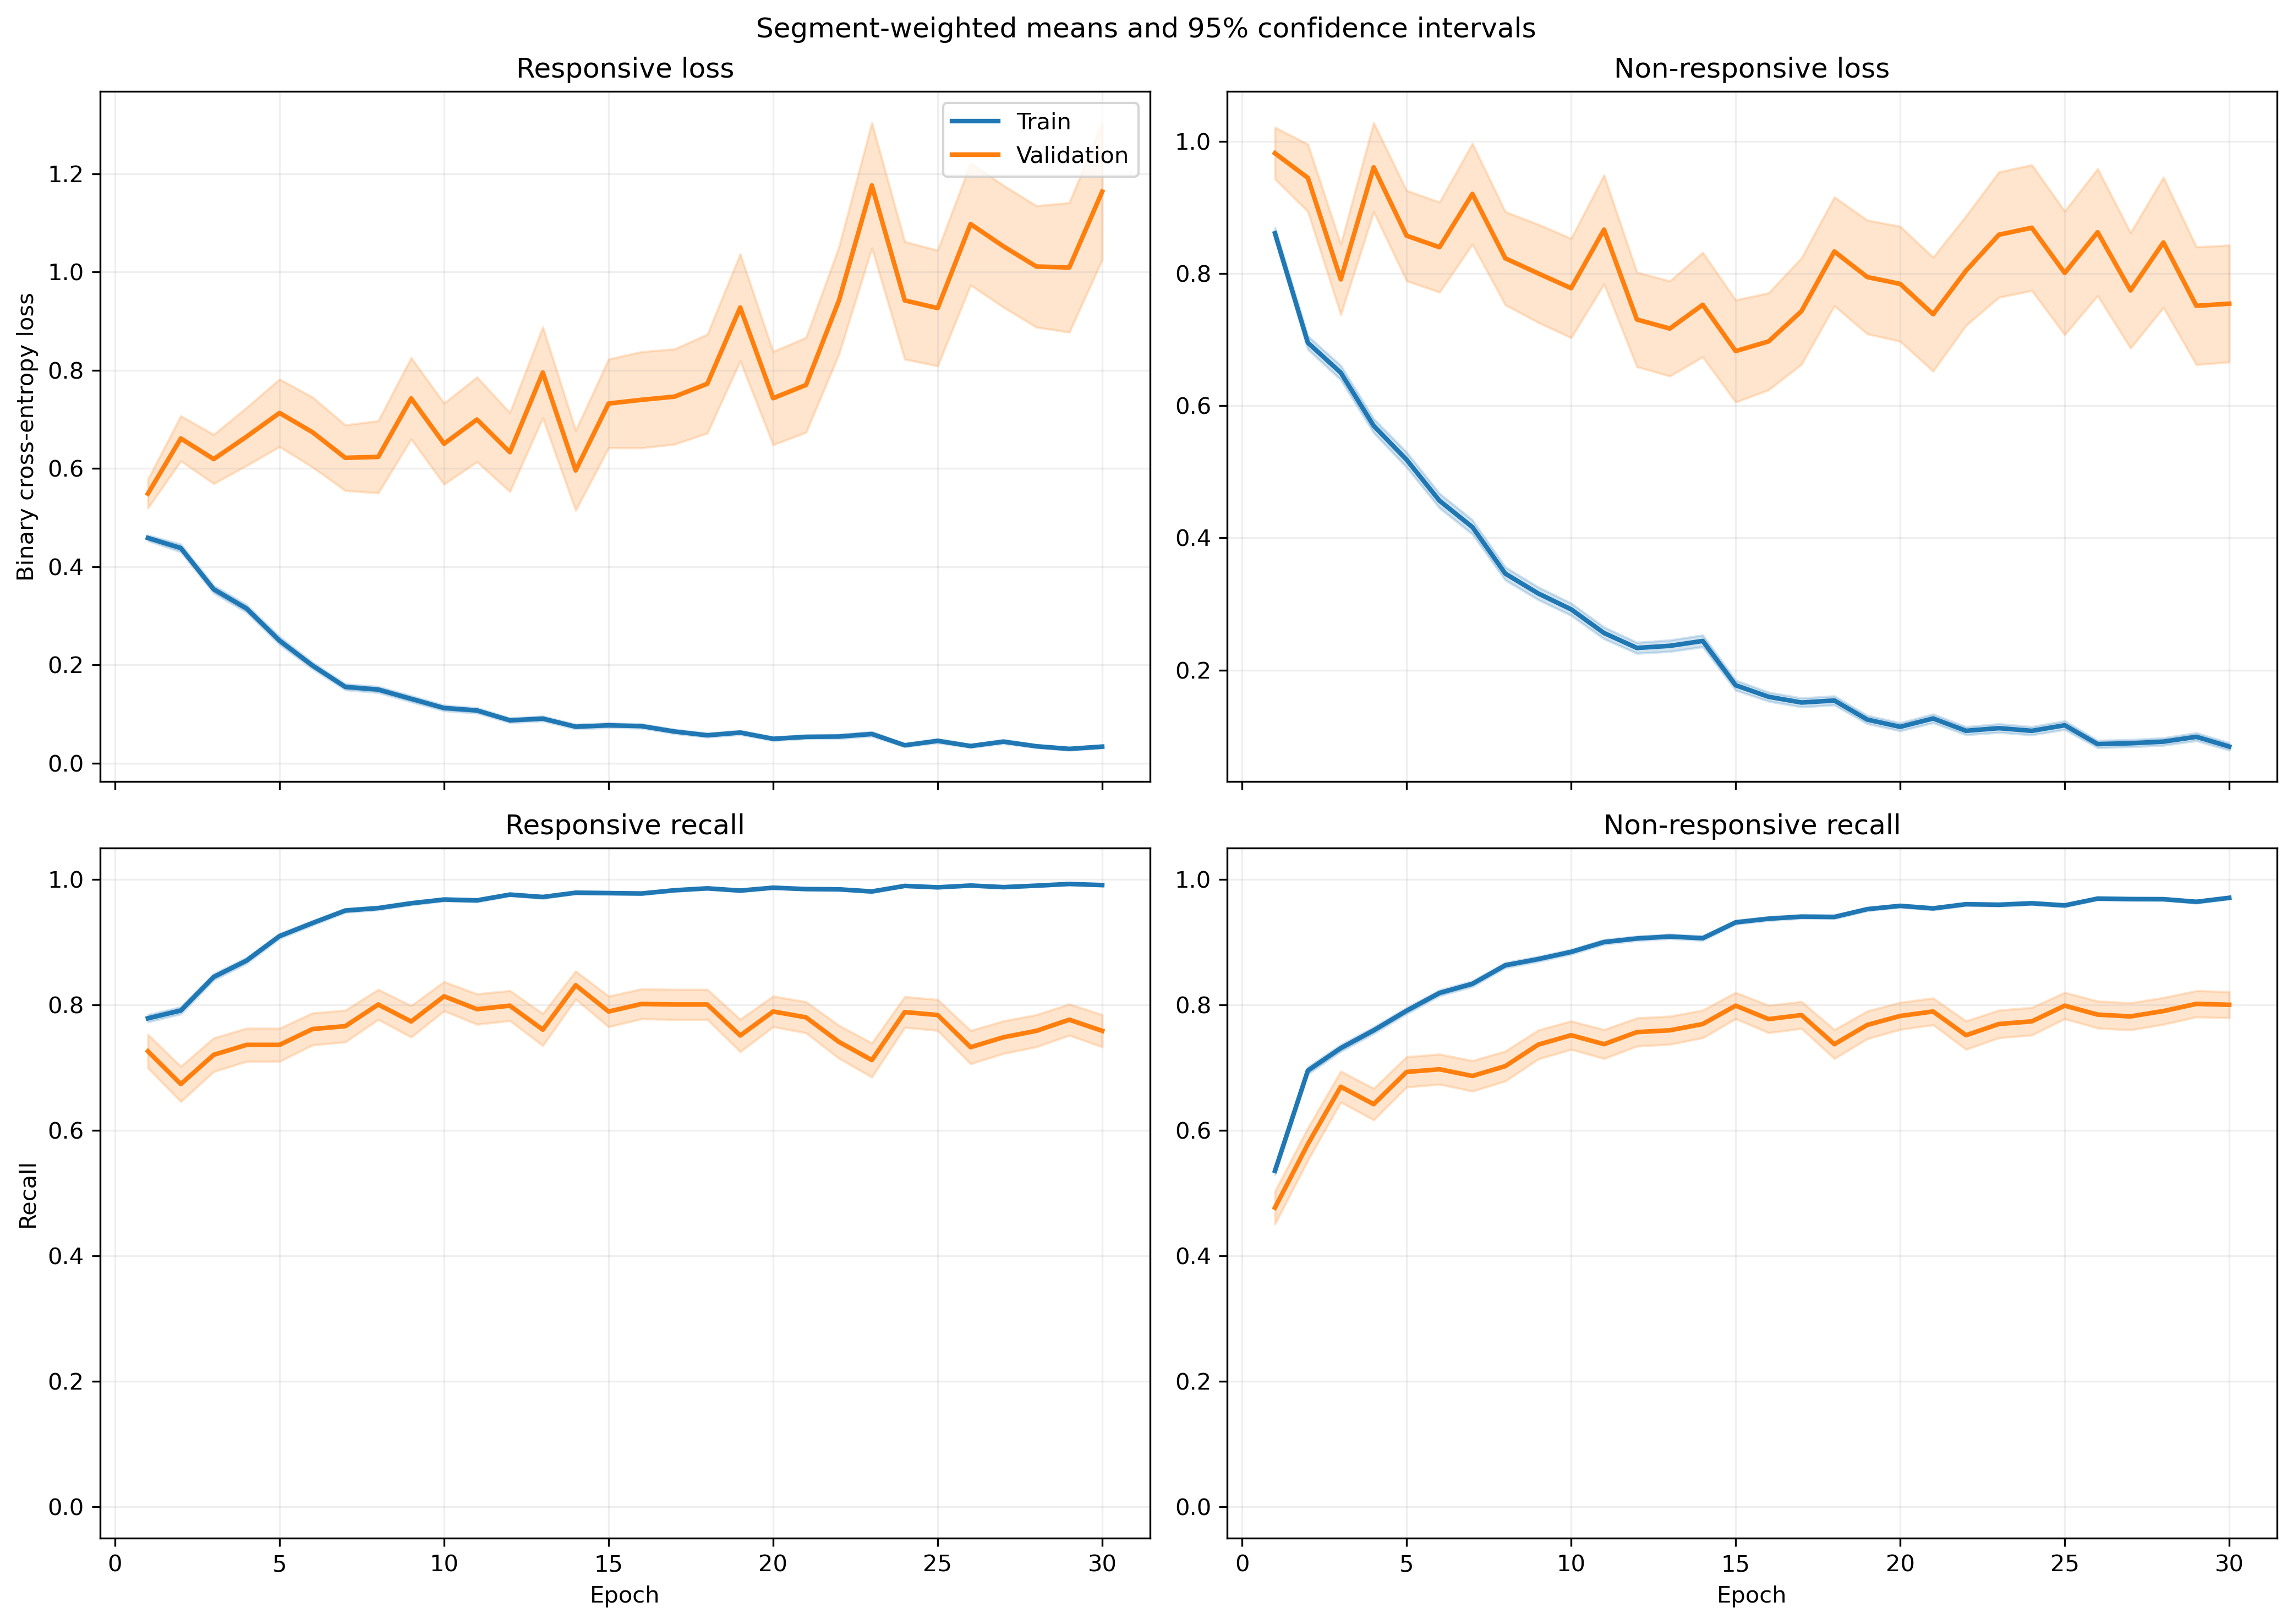 Segment-weighted means and 95% confidence intervals
Responsive loss
Non-responsive loss
Train
Validation
Binary cross-entropy loss
1.2
1.0
0.8
0.6
0.4
0.2
0.0
1.0
0.8
0.6
0.4
0.2
Responsive recall
Non-responsive recall
Recall
1.0
0.8
0.6
0.4
0.2
0.0
0 5 10 15 20 25 30
Epoch
1.0
0.8
0.6
0.4
0.2
0.0
0 5 10 15 20 25 30
Epoch